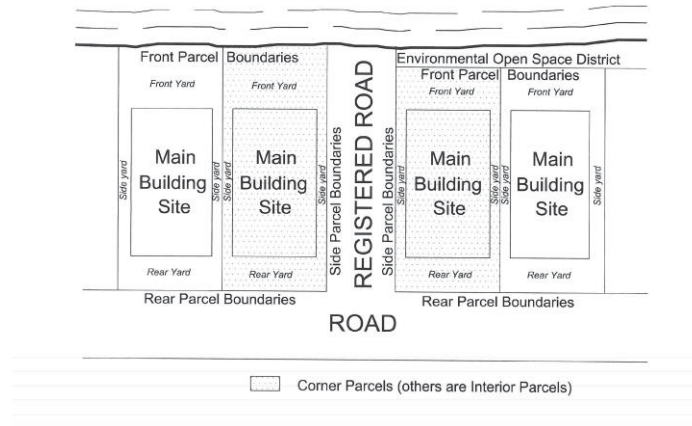 Front Parcel Boundaries
Environmental Open Space District
Front Parcel Boundaries
Front Yard
Front Yard
Front Yard
Front Yard
Side yard
Main
Building
Site
Side yard
Side yard
Main
Building
Site
Side yard
Side Parcel Boundaries
REGISTERED ROAD
Side Parcel Boundaries
Side yard
Main
Building
Site
Side yard
Side yard
Main
Building
Site
Side yard
Rear Yard
Rear Yard
Rear Yard
Rear Yard
Rear Parcel Boundaries
Rear Parcel Boundaries
ROAD
Corner Parcels (others are Interior Parcels)